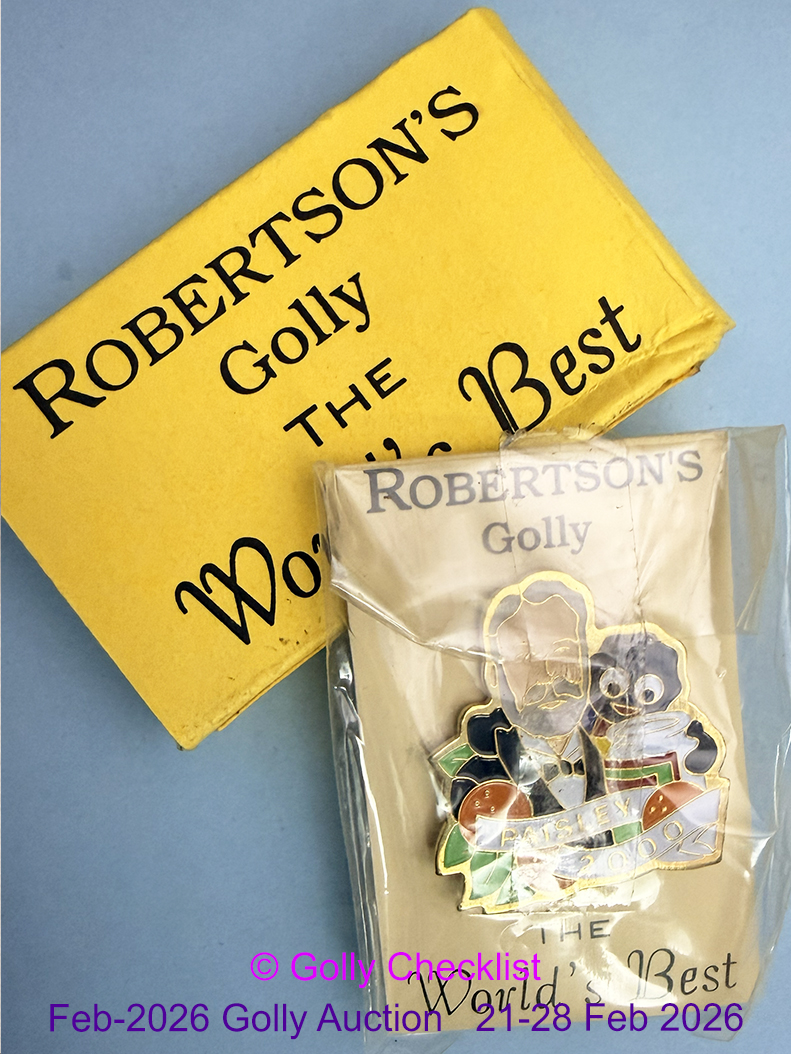 ROBERTSON'S
Golly
THE
World's Best
ROBERTSON'S
Golly
PAISLEY
2000
THE
World's Best
© Golly Checklist
Feb-2026 Golly Auction 21-28 Feb 2026